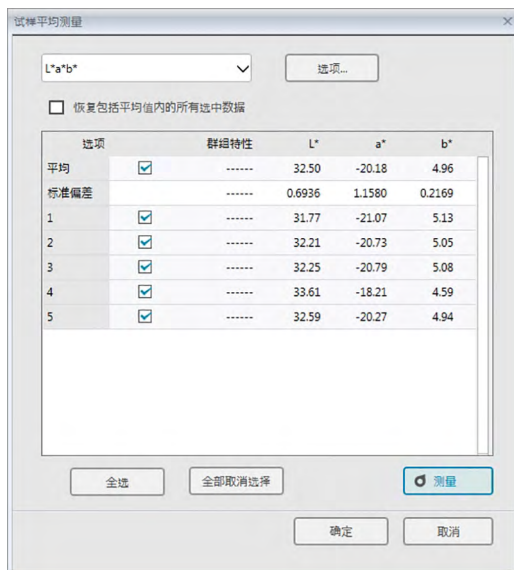 试样平均测量
L*a*b*
选项...
恢复包括平均值内的所有选中数据
选项 群组特性 L* a* b*
平均 ------ 32.50 -20.18 4.96
标准偏差 ------ 0.6936 1.1580 0.2169
1 ------ 31.77 -21.07 5.13
2 ------ 32.21 -20.73 5.05
3 ------ 32.25 -20.79 5.08
4 ------ 33.61 -18.21 4.59
5 ------ 32.59 -20.27 4.94
全选 全部取消选择 测量
确定 取消